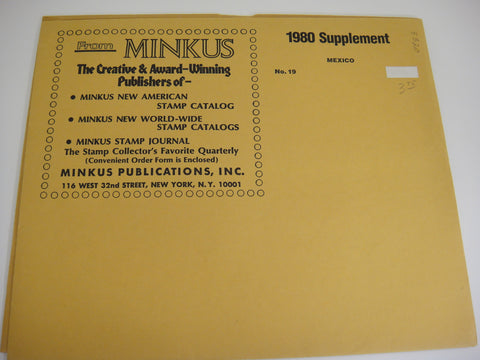 From MINKUS
The Creative & Award-Winning
Publishers of-
• MINKUS NEW AMERICAN
STAMP CATALOG
• MINKUS NEW WORLD-WIDE
STAMP CATALOGS
• MINKUS STAMP JOURNAL
The Stamp Collector's Favorite Quarterly
(Convenient Order Form is Enclosed)
MINKUS PUBLICATIONS, INC.
116 WEST 32nd STREET, NEW YORK, N.Y. 10001
1980 Supplement
MEXICO
No. 19